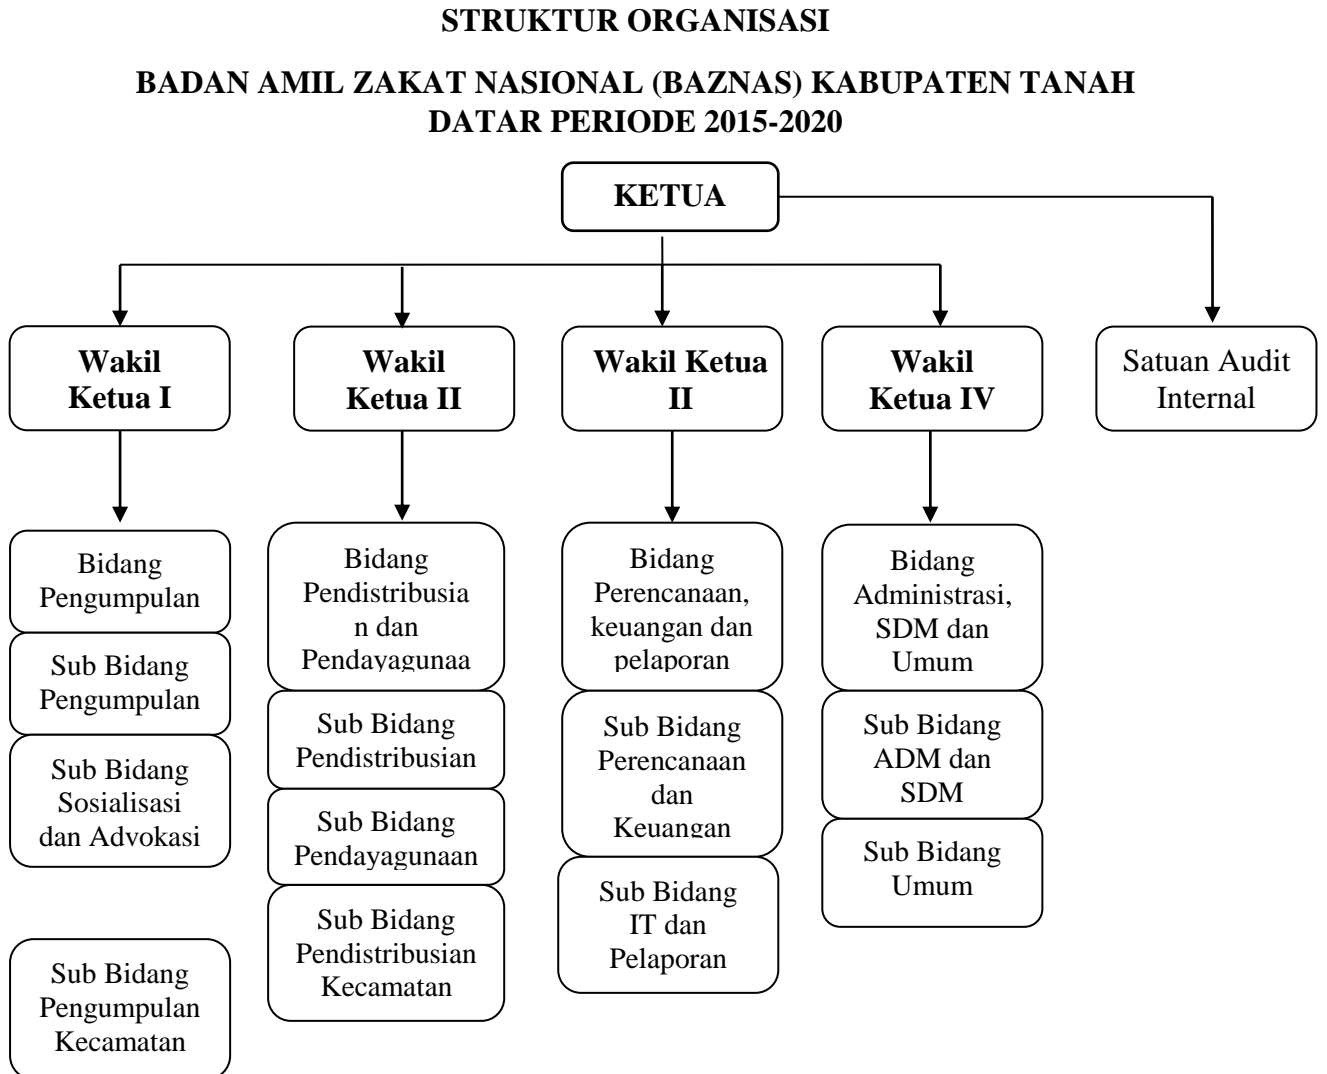 STRUKTUR ORGANISASI
BADAN AMIL ZAKAT NASIONAL (BAZNAS) KABUPATEN TANAH
DATAR PERIODE 2015-2020
KETUA
Wakil
Ketua I
Wakil
Ketua II
Wakil Ketua
II
Wakil
Ketua IV
Satuan Audit
Internal
Bidang
Pengumpulan
Sub Bidang
Pengumpulan
Sub Bidang
Sosialisasi
dan Advokasi
Sub Bidang
Pengumpulan
Kecamatan
Bidang
Pendistribusia
n dan
Pendayagunaa
Sub Bidang
Pendistribusian
Sub Bidang
Pendayagunaan
Sub Bidang
Pendistribusian
Kecamatan
Bidang
Perencanaan,
keuangan dan
pelaporan
Sub Bidang
Perencanaan
dan
Keuangan
Sub Bidang
IT dan
Pelaporan
Bidang
Administrasi,
SDM dan
Umum
Sub Bidang
ADM dan
SDM
Sub Bidang
Umum